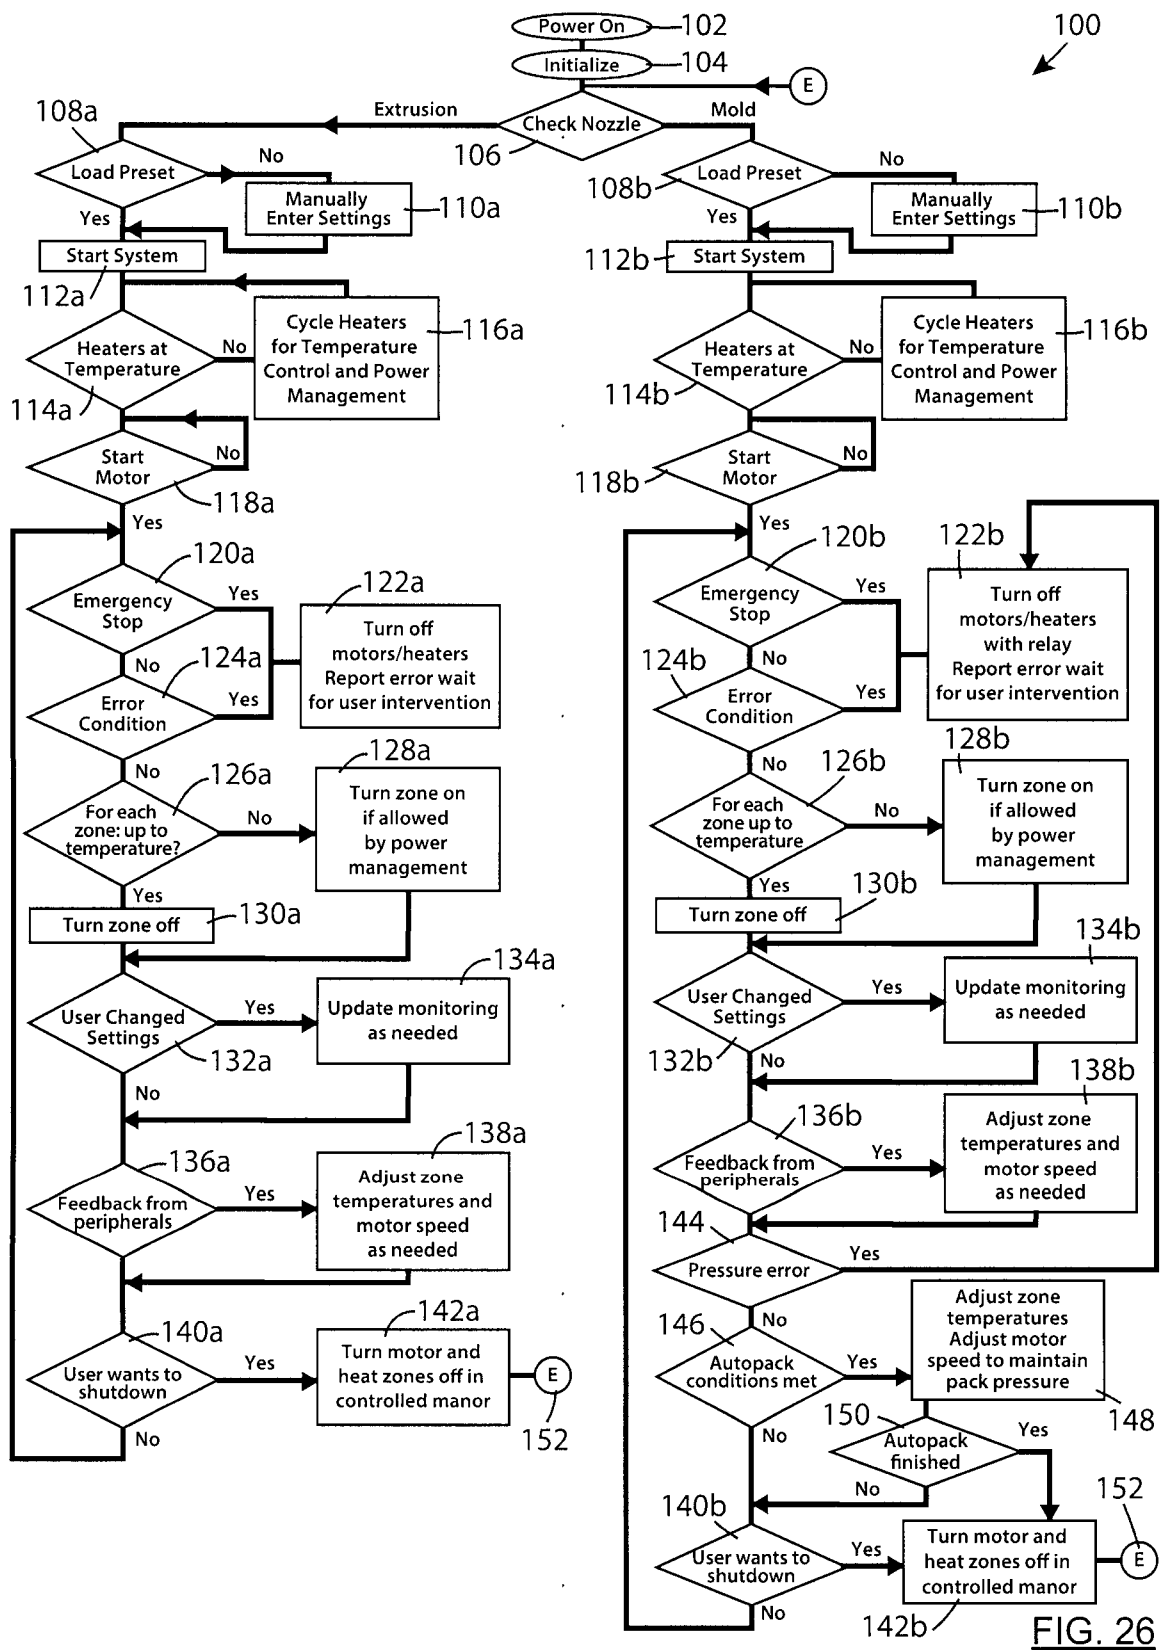 Power On
102
100
Initialize
104
E
Extrusion
Check Nozzle
Mold
106
108a
Load Preset
No
Manually
Enter Settings
110a
Yes
Start System
112a
Heaters at
Temperature
No
114a
Cycle Heaters
for Temperature
Control and Power
Management
116a
Start
Motor
No
118a
Yes
120a
Emergency
Stop
Yes
122a
Turn off
motors/heaters
Report error wait
for user intervention
No
124a
Error
Condition
Yes
No
126a
For each
zone: up to
temperature?
No
128a
Turn zone on
if allowed
by power
management
Yes
Turn zone off
130a
134a
User Changed
Settings
Yes
Update monitoring
as needed
132a
No
138a
136a
Feedback from
peripherals
Yes
Adjust zone
temperatures and
motor speed
as needed
142a
140a
User wants to
shutdown
Yes
Turn motor and
heat zones off in
controlled manor
E
152
No
Load Preset
No
108b
Manually
Enter Settings
110b
Yes
112b
Start System
Heaters at
Temperature
No
114b
Cycle Heaters
for Temperature
Control and Power
Management
116b
Start
Motor
No
118b
Yes
120b
Emergency
Stop
Yes
122b
Turn off
motors/heaters
with relay
Report error wait
for user intervention
No
124b
Error
Condition
Yes
No
126b
For each
zone up to
temperature
No
128b
Turn zone on
if allowed
by power
management
Yes
130b
Turn zone off
134b
User Changed
Settings
Yes
Update monitoring
as needed
132b
No
138b
136b
Feedback from
peripherals
Yes
Adjust zone
temperatures and
motor speed
as needed
144
Pressure error
Yes
No
146
Autopack
conditions met
Yes
Adjust zone
temperatures
Adjust motor
speed to maintain
pack pressure
148
150
Autopack
finished
Yes
No
No
140b
User wants to
shutdown
Yes
Turn motor and
heat zones off in
controlled manor
152
E
No
142b
FIG. 26